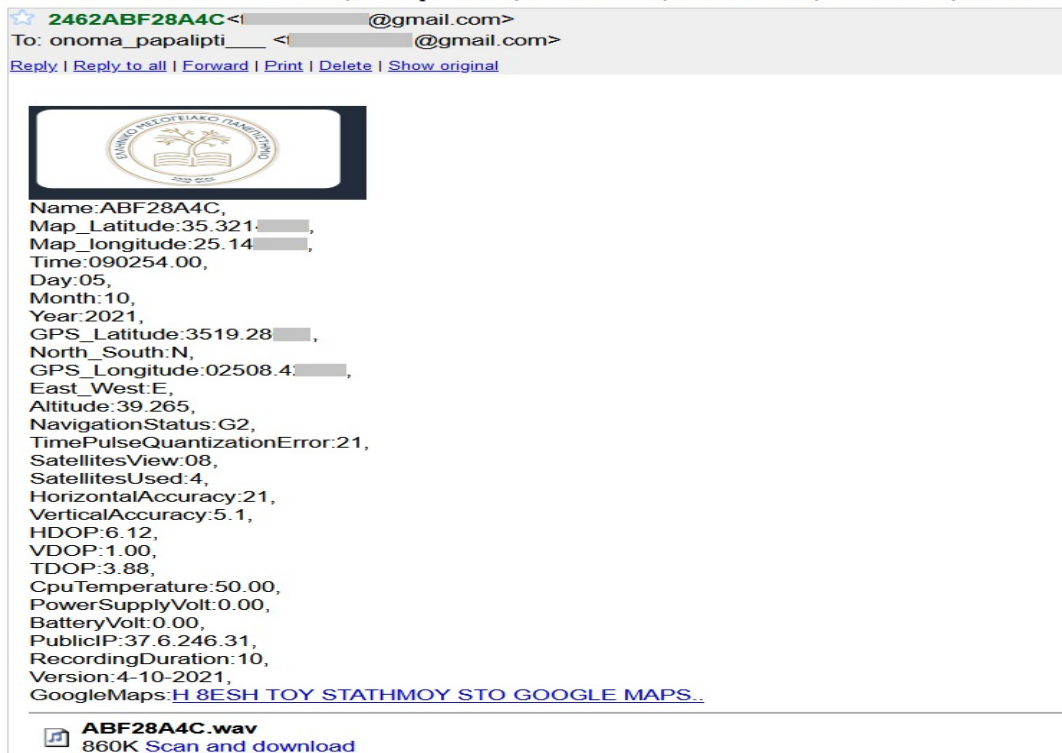 2462ABF28A4C<    @gmail.com>
To: onoma_papalipti___ <    @gmail.com>
Reply | Reply to all | Forward | Print | Delete | Show original
ΕΛΛΗΝΙΚΟ ΜΕΣΟΓΕΙΑΚΟ ΠΑΝΕΠΙΣΤΗΜΙΟ
Name:ABF28A4C,
Map_Latitude:35.321 ,
Map_longitude:25.14 ,
Time:090254.00,
Day:05,
Month:10,
Year:2021,
GPS_Latitude:3519.28 ,
North_South:N,
GPS_Longitude:02508.4 ,
East_West:E,
Altitude:39.265,
NavigationStatus:G2,
TimePulseQuantizationError:21,
SatellitesView:08,
SatellitesUsed:4,
HorizontalAccuracy:21,
VerticalAccuracy:5.1,
HDOP:6.12,
VDOP:1.00,
TDOP:3.88,
CpuTemperature:50.00,
PowerSupplyVolt:0.00,
BatteryVolt:0.00,
PublicIP:37.6.246.31,
RecordingDuration:10,
Version:4-10-2021,
GoogleMaps:H 8ESH TOY STATHMOY STO GOOGLE MAPS..
ABF28A4C.wav
860K Scan and download